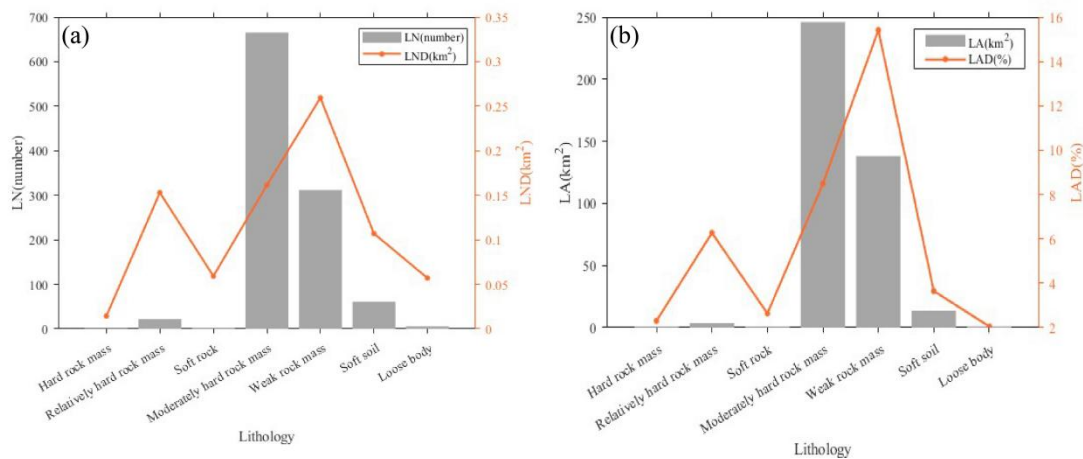 (a)
LN(number)
LND(km²)
700
600
500
400
300
200
100
0
LN(number)
0.35
0.3
0.25
0.2
0.15
0.1
0.05
0
LND(km²)
Hard rock mass
Relatively hard rock mass
Soft rock
Moderately hard rock mass
Weak rock mass
Soft soil
Loose body
Lithology
(b)
LA(km²)
LAD(%)
250
200
150
100
50
0
LA(km²)
16
14
12
10
8
6
4
2
LAD(%)
Hard rock mass
Relatively hard rock mass
Soft rock
Moderately hard rock mass
Weak rock mass
Soft soil
Loose body
Lithology